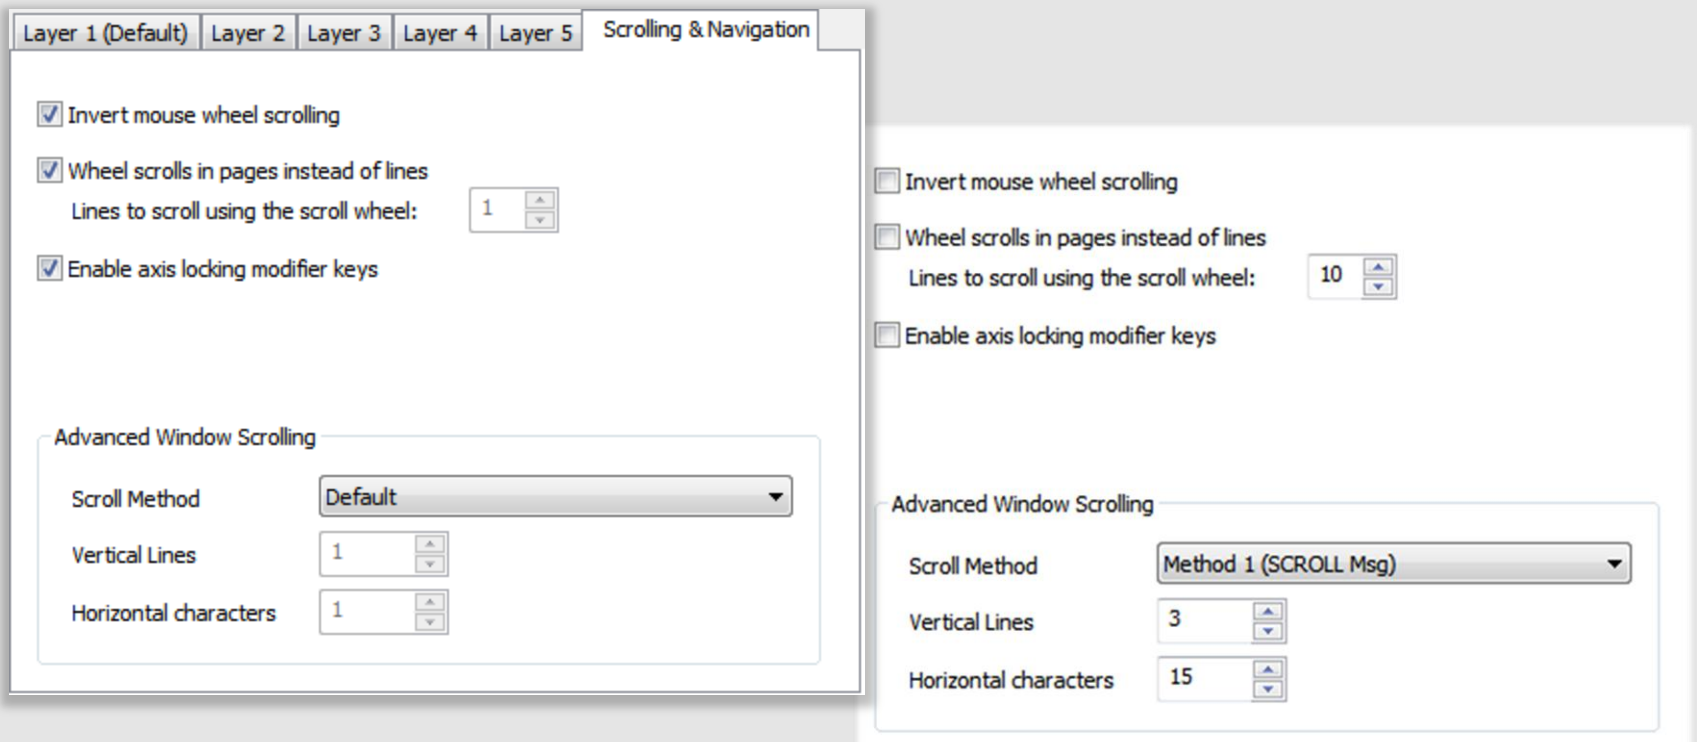 Layer 1 (Default) Layer 2 Layer 3 Layer 4 Layer 5 Scrolling & Navigation
Invert mouse wheel scrolling
Wheel scrolls in pages instead of lines
Lines to scroll using the scroll wheel: 1
Enable axis locking modifier keys
Advanced Window Scrolling
Scroll Method Default
Vertical Lines 1
Horizontal characters 1
Invert mouse wheel scrolling
Wheel scrolls in pages instead of lines
Lines to scroll using the scroll wheel: 10
Enable axis locking modifier keys
Advanced Window Scrolling
Scroll Method Method 1 (SCROLL Msg)
Vertical Lines 3
Horizontal characters 15